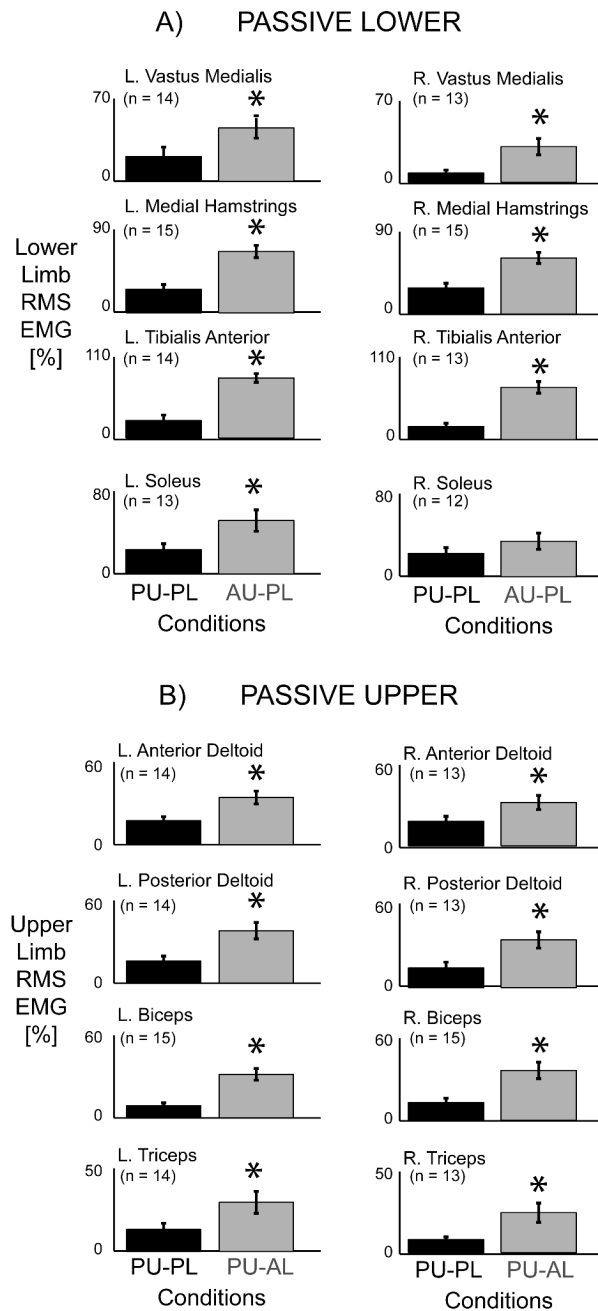 A) PASSIVE LOWER
Lower
Limb
RMS
EMG
[%]
L. Vastus Medialis
(n = 14)
*
70
0
R. Vastus Medialis
(n = 13)
*
70
0
L. Medial Hamstrings
(n = 15)
*
90
0
R. Medial Hamstrings
(n = 15)
*
90
0
L. Tibialis Anterior
(n = 14)
*
110
0
R. Tibialis Anterior
(n = 13)
*
110
0
L. Soleus
(n = 13)
*
80
0
PU-PL AU-PL
Conditions
R. Soleus
(n = 12)
80
0
PU-PL AU-PL
Conditions
B) PASSIVE UPPER
Upper
Limb
RMS
EMG
[%]
L. Anterior Deltoid
(n = 14)
*
60
0
R. Anterior Deltoid
(n = 13)
*
60
0
L. Posterior Deltoid
(n = 14)
*
60
0
R. Posterior Deltoid
(n = 13)
*
60
0
L. Biceps
(n = 15)
*
60
0
R. Biceps
(n = 15)
*
60
0
L. Triceps
(n = 14)
*
50
0
PU-PL PU-AL
Conditions
R. Triceps
(n = 13)
*
50
0
PU-PL PU-AL
Conditions